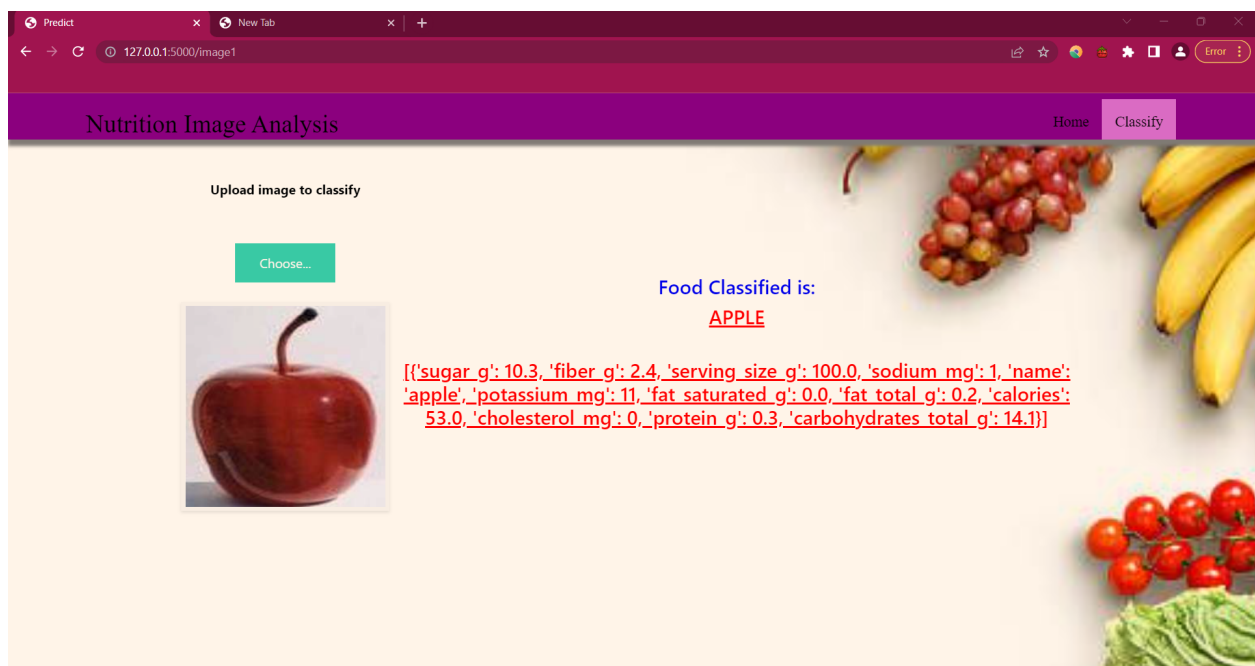 Predict
New Tab
127.0.0.1:5000/image1
Error
Nutrition Image Analysis
Home
Classify
Upload image to classify
Choose...
Food Classified is:
APPLE
[{'sugar_g': 10.3, 'fiber_g': 2.4, 'serving_size_g': 100.0, 'sodium_mg': 1, 'name':
'apple', 'potassium_mg': 11, 'fat_saturated_g': 0.0, 'fat_total_g': 0.2, 'calories':
53.0, 'cholesterol_mg': 0, 'protein_g': 0.3, 'carbohydrates_total_g': 14.1}]